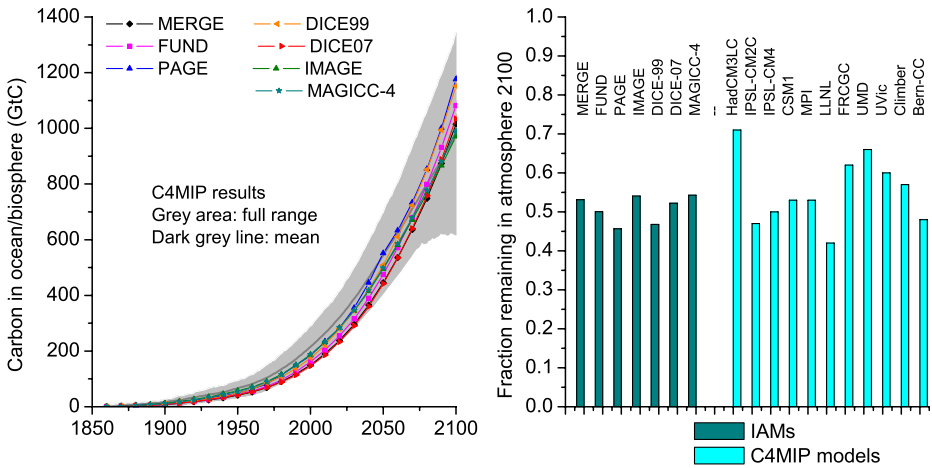 MERGE
FUND
PAGE
DICE99
DICE07
IMAGE
MAGICC-4
C4MIP results
Grey area: full range
Dark grey line: mean
Carbon in ocean/biosphere (GtC)
1400
1200
1000
800
600
400
200
0
1850
1900
1950
2000
2050
2100
Fraction remaining in atmosphere 2100
1.0
0.9
0.8
0.7
0.6
0.5
0.4
0.3
0.2
0.1
0.0
MERGE
FUND
PAGE
IMAGE
DICE-99
DICE-07
MAGICC-4
--
HadCM3LC
IPSL-CM2C
IPSL-CM4
CSM1
MPI
LLNL
FRCGC
UMD
UVic
Climber
Bern-CC
IAMs
C4MIP models